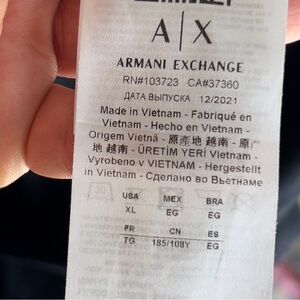 A|X
ARMANI EXCHANGE
RN#103723 CA#37360
ДАТА ВЫПУСКА 12/2021
Made in Vietnam - Fabriqué en
Vietnam - Hecho en Vietnam -
Origem Vietnã - 原產地 越南 - 原产
地 越南 - ÜRETİM YERİ Vietnam -
Vyrobeno v VIETNAM - Hergestellt
in Vietnam - Сделано во Вьетнаме
USA MEX BRA
XL EG EG
FR CN ES
TG 185/108Y EG